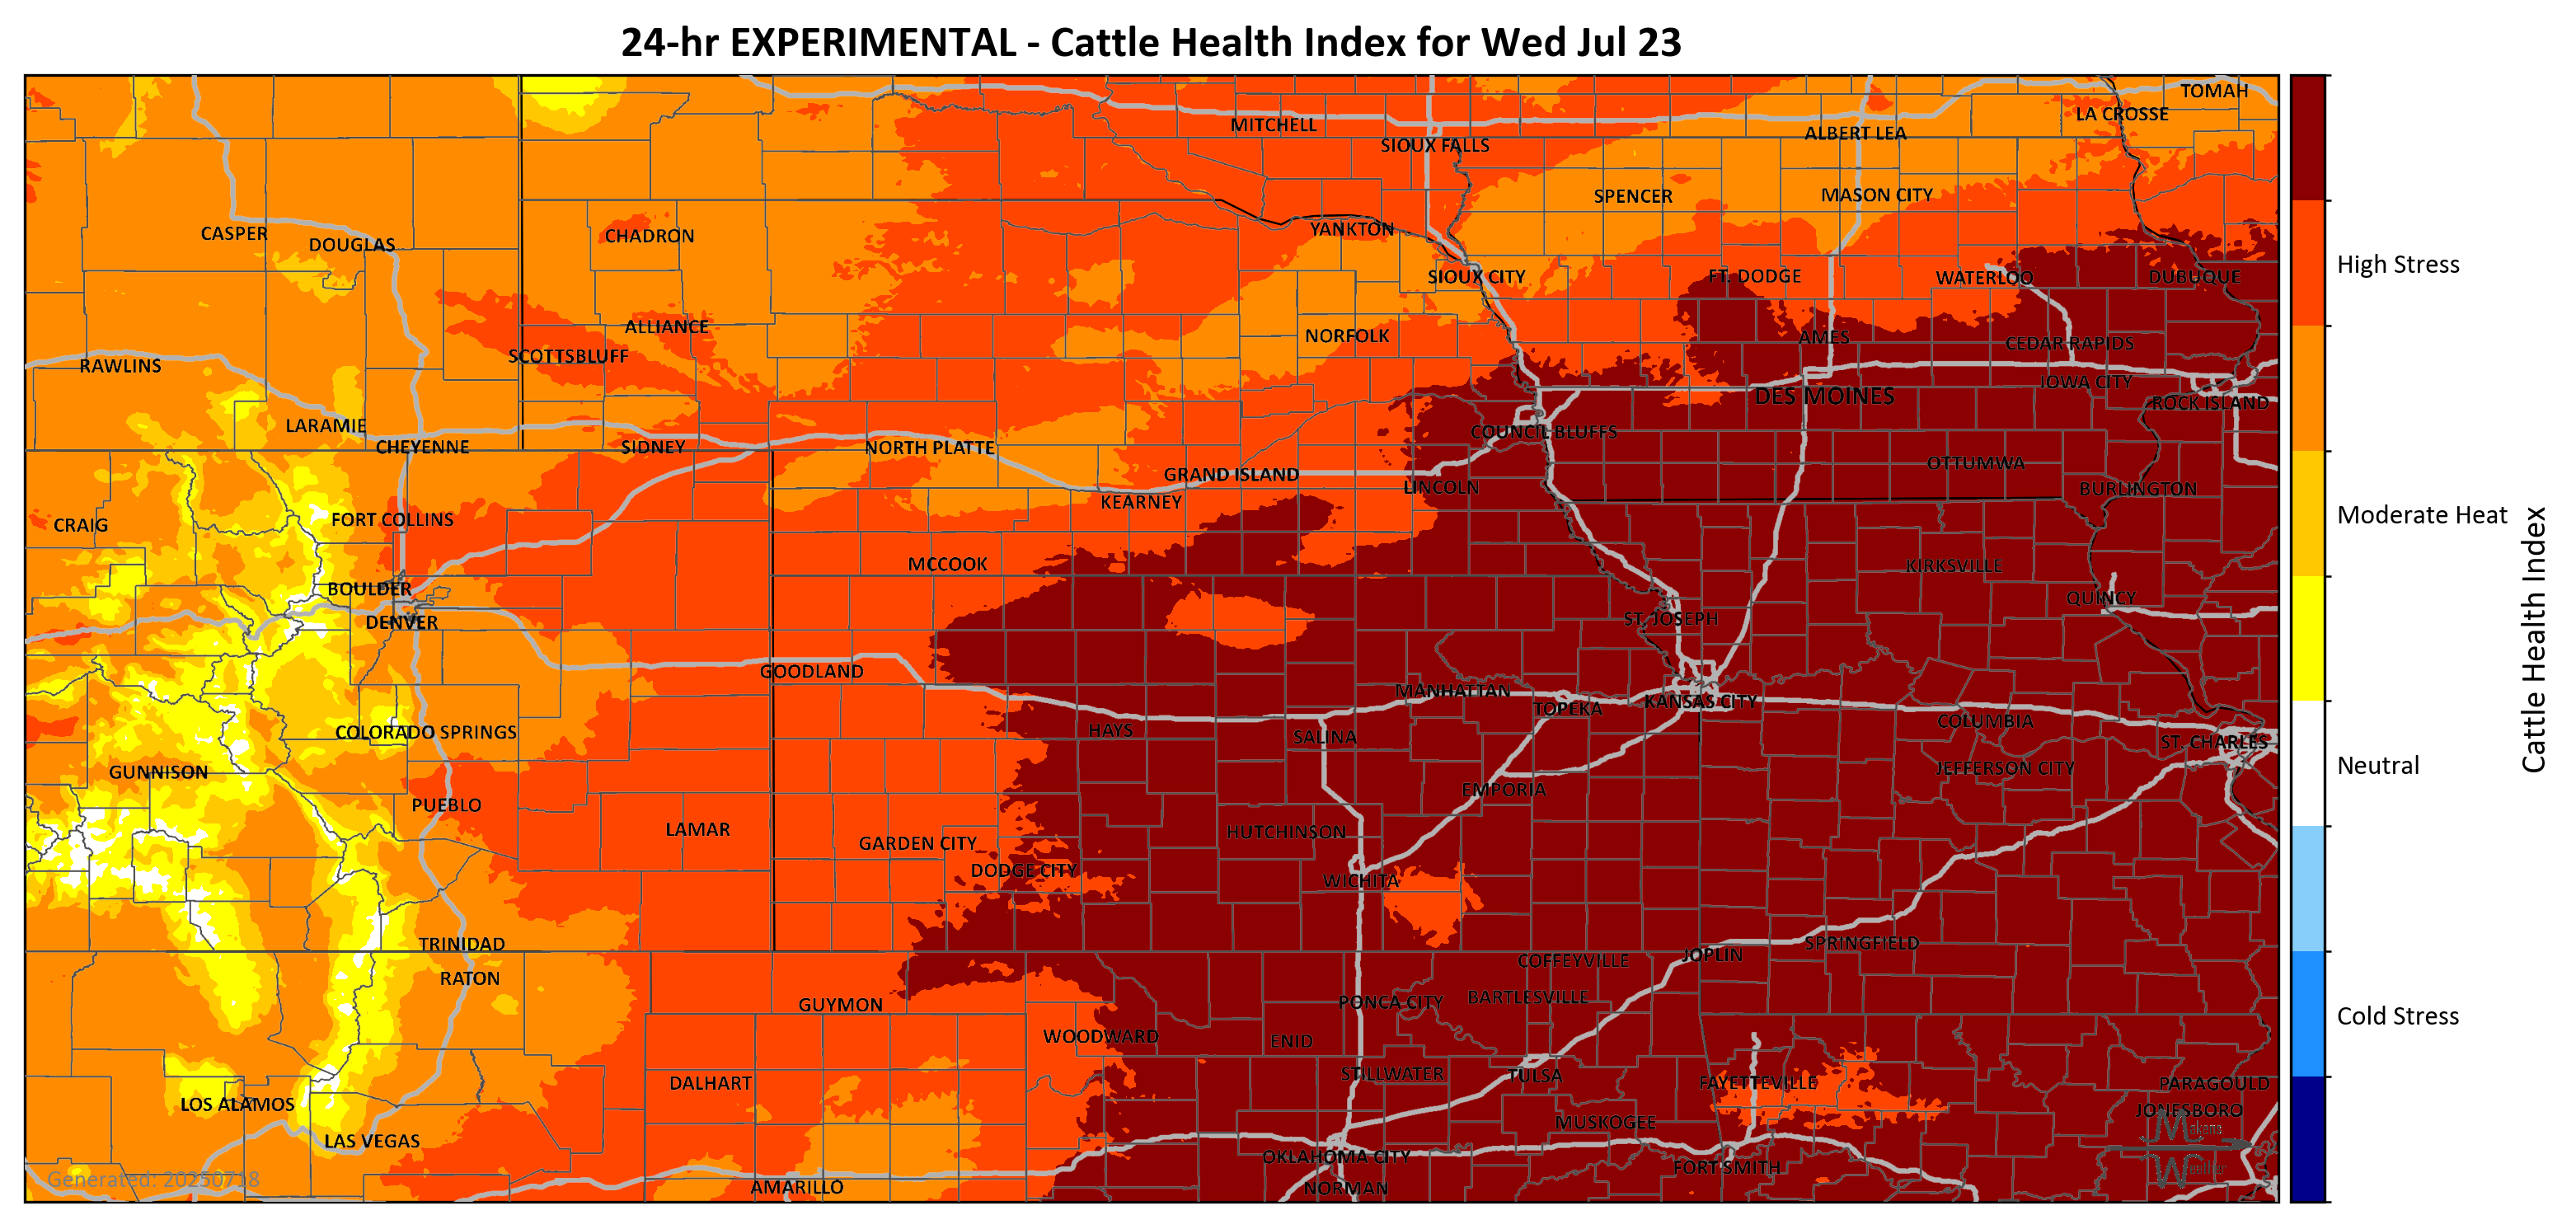 24-hr EXPERIMENTAL - Cattle Health Index for Wed Jul 23
TOMAH
LA CROSSE
MITCHELL
ALBERT LEA
SIOUX FALLS
SPENCER
MASON CITY
CASPER
DOUGLAS
CHADRON
YANKTON
SIOUX CITY
FT. DODGE
WATERLOO
DUBUQUE
ALLIANCE
NORFOLK
AMES
CEDAR RAPIDS
SCOTTSBLUFF
RAWLINS
IOWA CITY
DES MOINES
ROCK ISLAND
LARAMIE
COUNCIL BLUFFS
CHEYENNE
SIDNEY
NORTH PLATTE
OTTUMWA
GRAND ISLAND
LINCOLN
BURLINGTON
KEARNEY
CRAIG
FORT COLLINS
MCCOOK
KIRKSVILLE
BOULDER
QUINCY
DENVER
ST. JOSEPH
GOODLAND
MANHATTAN
KANSAS CITY
TOPEKA
COLUMBIA
COLORADO SPRINGS
HAYS
SALINA
ST. CHARLES
GUNNISON
JEFFERSON CITY
EMPORIA
PUEBLO
LAMAR
HUTCHINSON
GARDEN CITY
DODGE CITY
WICHITA
TRINIDAD
SPRINGFIELD
JOPLIN
COFFEYVILLE
RATON
BARTLESVILLE
PONCA CITY
GUYMON
WOODWARD
ENID
STILLWATER
TULSA
DALHART
FAYETTEVILLE
PARAGOULD
LOS ALAMOS
JONESBORO
MUSKOGEE
Makens
LAS VEGAS
OKLAHOMA CITY
FORT SMITH
Weather
Generated: 20250718
AMARILLO
NORMAN
High Stress
Moderate Heat
Neutral
Cold Stress
Cattle Health Index